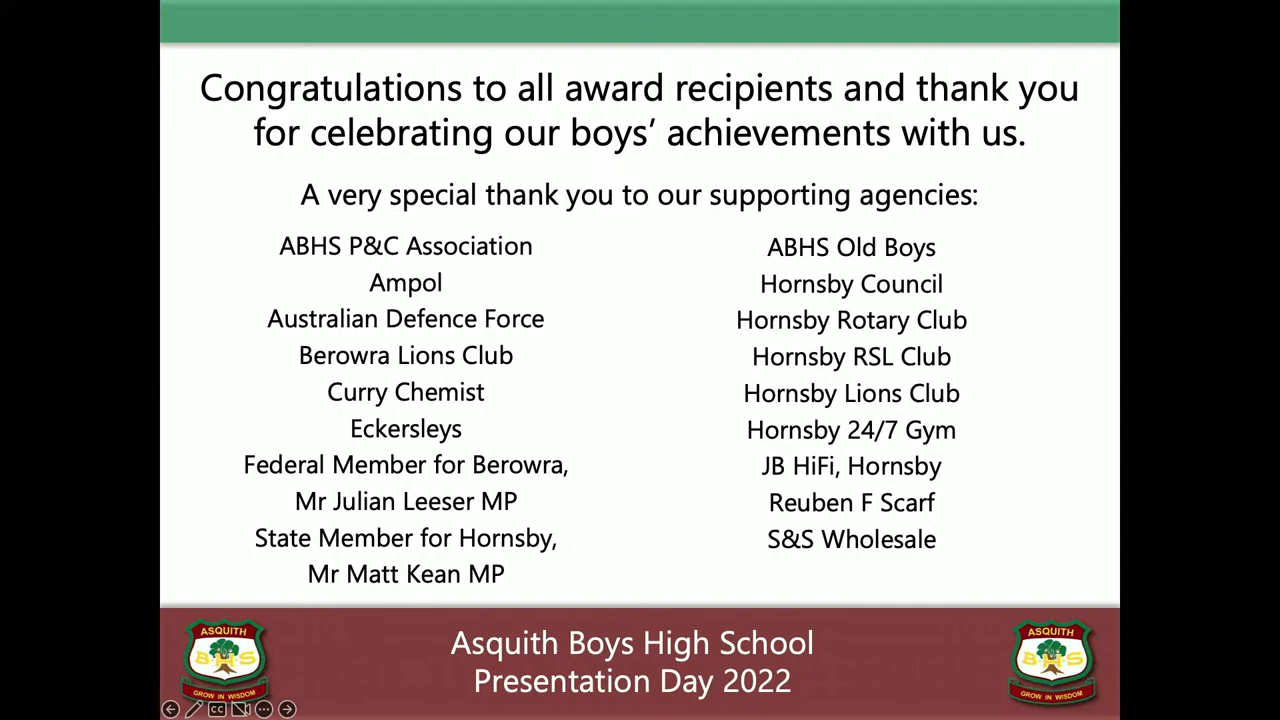 Congratulations to all award recipients and thank you
for celebrating our boys’ achievements with us.
A very special thank you to our supporting agencies:
ABHS P&C Association
Ampol
Australian Defence Force
Berowra Lions Club
Curry Chemist
Eckersleys
Federal Member for Berowra,
Mr Julian Leeser MP
State Member for Hornsby,
Mr Matt Kean MP
ABHS Old Boys
Hornsby Council
Hornsby Rotary Club
Hornsby RSL Club
Hornsby Lions Club
Hornsby 24/7 Gym
JB HiFi, Hornsby
Reuben F Scarf
S&S Wholesale
ASQUITH
BHS
GROW IN WISDOM
Asquith Boys High School
Presentation Day 2022
ASQUITH
BHS
GROW IN WISDOM
CC